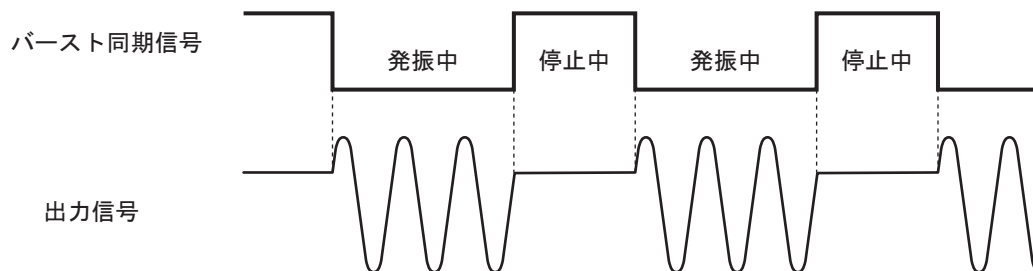 バースト同期信号
発振中
停止中
発振中
停止中
出力信号